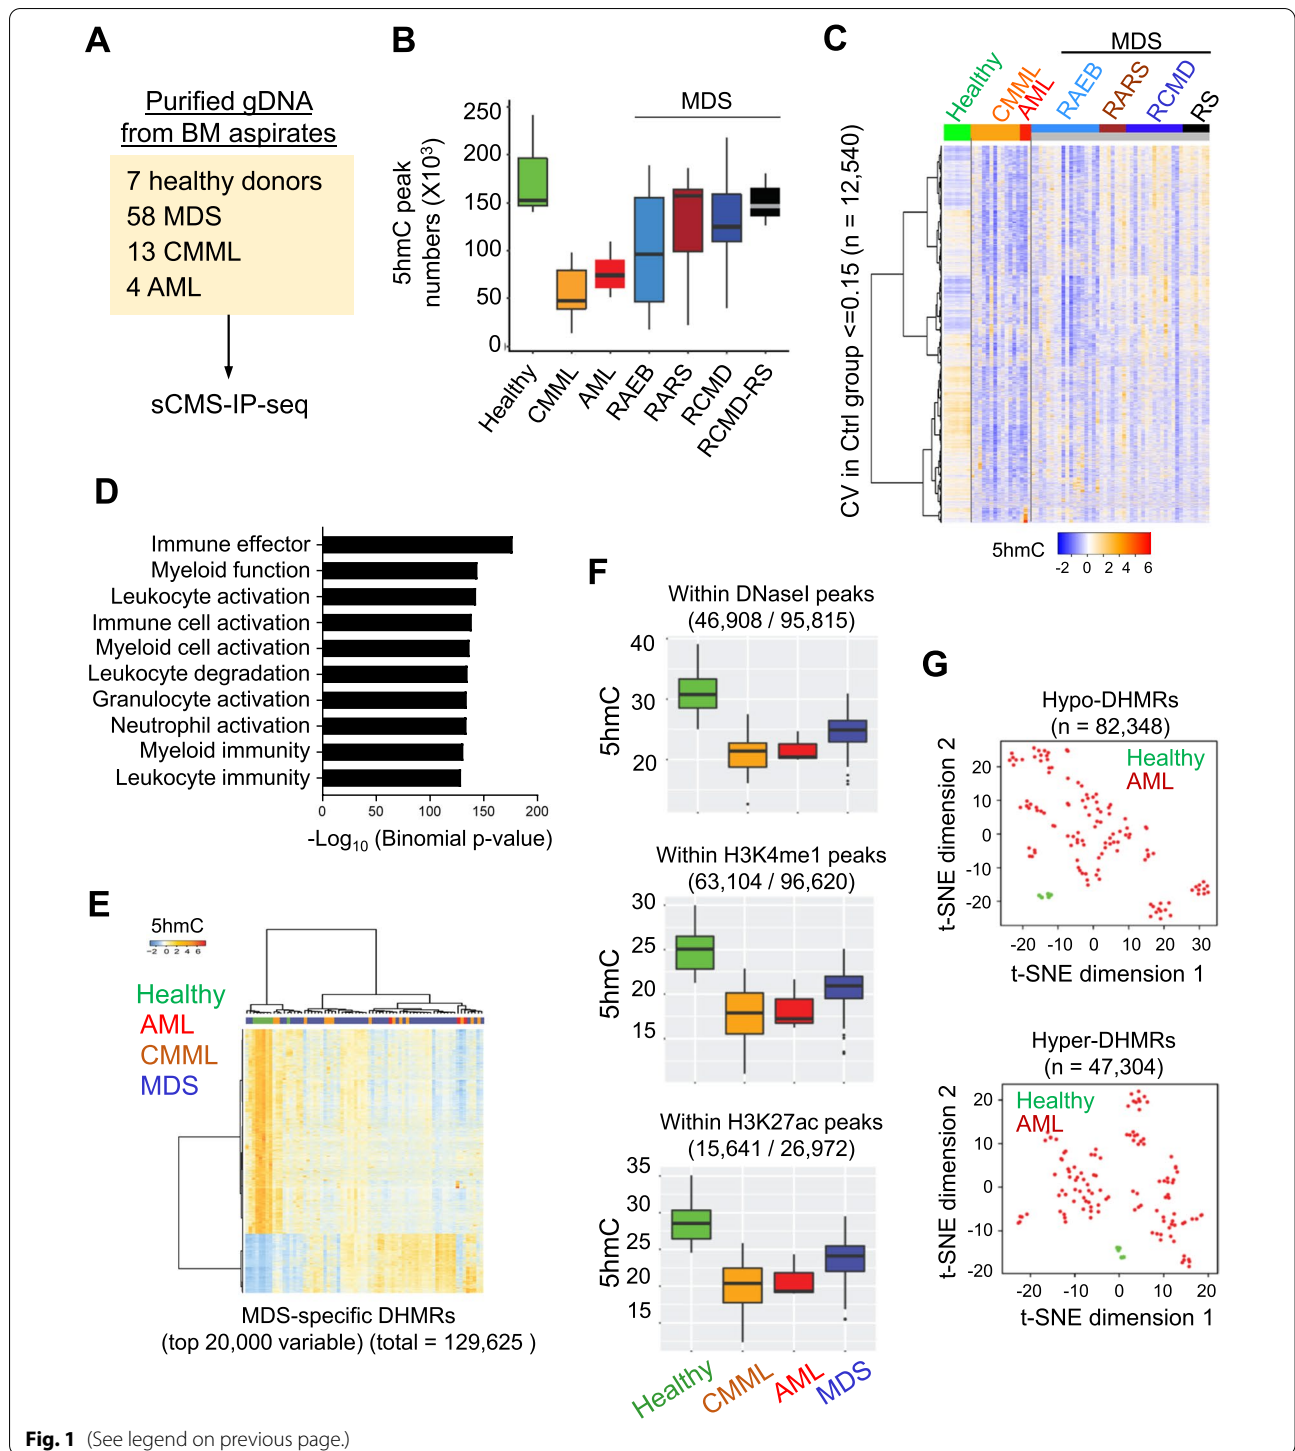 A
Purified gDNA
from BM aspirates
7 healthy donors
58 MDS
13 CMML
4 AML
sCMS-IP-seq
B
MDS
5hmC peak
numbers (X10³)
250
200
150
100
50
0
Healthy
CMML
AML
RAEB
RARS
RCMD
RCMD-RS
C
MDS
Healthy
CMML
AML
RAEB
RARS
RCMD
RS
CV in Ctrl group <=0.15 (n = 12,540)
5hmC
-2 0 2 4 6
D
Immune effector
Myeloid function
Leukocyte activation
Immune cell activation
Myeloid cell activation
Leukocyte degradation
Granulocyte activation
Neutrophil activation
Myeloid immunity
Leukocyte immunity
0 50 100 150 200
-Log₁₀ (Binomial p-value)
E
5hmC
-2 0 2 4 6
Healthy
AML
CMML
MDS
MDS-specific DHMRs
(top 20,000 variable) (total = 129,625 )
F
Within DNaseI peaks
(46,908 / 95,815)
5hmC
40
30
20
Within H3K4me1 peaks
(63,104 / 96,620)
5hmC
30
25
20
15
Within H3K27ac peaks
(15,641 / 26,972)
5hmC
35
30
25
20
15
Healthy
CMML
AML
MDS
G
Hypo-DHMRs
(n = 82,348)
Healthy
AML
t-SNE dimension 2
20
10
0
-10
-20
-20 -10 0 10 20 30
t-SNE dimension 1
Hyper-DHMRs
(n = 47,304)
Healthy
AML
t-SNE dimension 2
20
10
0
-10
-20
-20 -10 0 10 20
t-SNE dimension 1
Fig. 1 (See legend on previous page.)